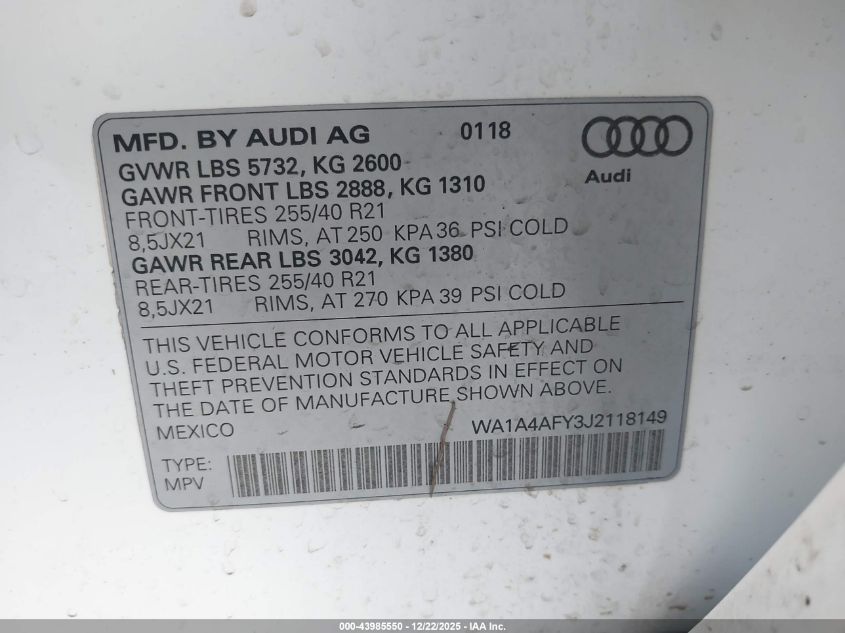 MFD. BY AUDI AG 0118
GVWR LBS 5732, KG 2600
GAWR FRONT LBS 2888, KG 1310
FRONT-TIRES 255/40 R21
8,5JX21 RIMS, AT 250 KPA 36 PSI COLD
GAWR REAR LBS 3042, KG 1380
REAR-TIRES 255/40 R21
8,5JX21 RIMS, AT 270 KPA 39 PSI COLD
Audi
THIS VEHICLE CONFORMS TO ALL APPLICABLE
U.S. FEDERAL MOTOR VEHICLE SAFETY AND
THEFT PREVENTION STANDARDS IN EFFECT ON
THE DATE OF MANUFACTURE SHOWN ABOVE.
MEXICO WA1A4AFY3J2118149
TYPE:
MPV
000-43985550 - 12/22/2025 - IAA Inc.